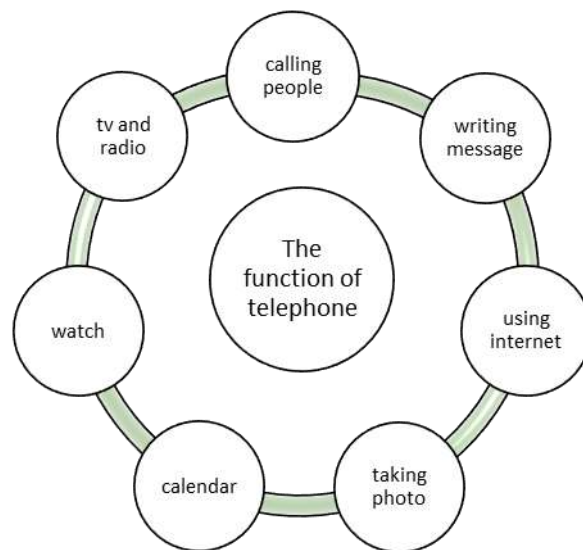 calling
people
writing
message
using
internet
taking
photo
calendar
watch
tv and
radio
The
function of
telephone